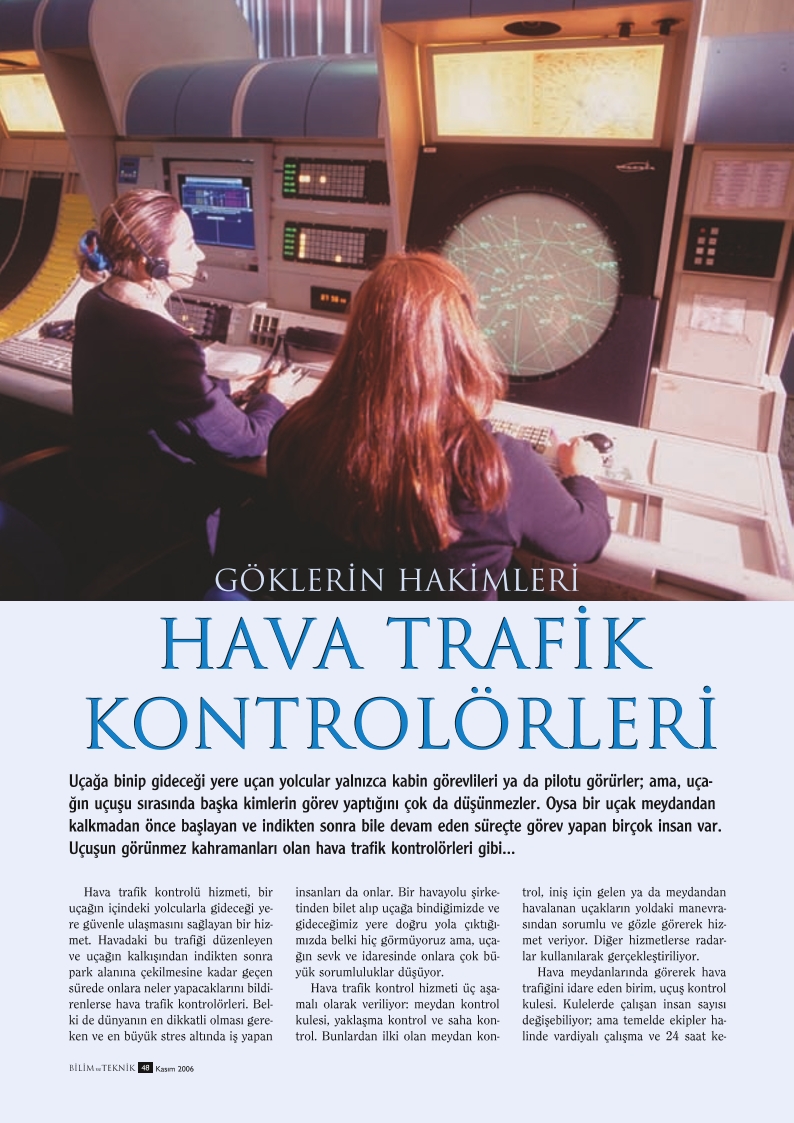 GÖKLERİN HAKİMLERİ
HAVA TRAFİK
KONTROLÖRLERİ
Uçağa binip gideceği yere uçan yolcular yalnızca kabin görevlileri ya da pilotu görürler; ama, uça-
ğın uçuşu sırasında başka kimlerin görev yaptığını çok da düşünmezler. Oysa bir uçak meydandan
kalkmadan önce başlayan ve indikten sonra bile devam eden süreçte görev yapan birçok insan var.
Uçuşun görünmez kahramanları olan hava trafik kontrolörleri gibi...
Hava trafik kontrolü hizmeti, bir
uçağın içindeki yolcularla gideceği ye-
re güvenle ulaşmasını sağlayan bir hiz-
met. Havadaki bu trafiği düzenleyen
ve uçağın kalkışından indikten sonra
park alanına çekilmesine kadar geçen
sürede onlara neler yapacaklarını bildi-
renlerse hava trafik kontrolörleri. Bel-
ki de dünyanın en dikkatli olması gere-
ken ve en büyük stres altında iş yapan
insanları da onlar. Bir havayolu şirke-
tinden bilet alıp uçağa bindiğimizde ve
gideceğimiz yere doğru yola çıktığı-
mızda belki hiç görmüyoruz ama, uça-
ğın sevk ve idaresinde onlara çok bü-
yük sorumluluklar düşüyor.
Hava trafik kontrol hizmeti üç aşa-
malı olarak veriliyor: meydan kontrol
kulesi, yaklaşma kontrol ve saha kon-
trol. Bunlardan ilki olan meydan kon-
trol, iniş için gelen ya da meydandan
havalanan uçakların yoldaki manevra-
sından sorumlu ve gözle görerek hiz-
met veriyor. Diğer hizmetlerse radar-
lar kullanılarak gerçekleştiriliyor.
Hava meydanlarında görerek hava
trafiğini idare eden birim, uçuş kontrol
kulesi. Kulelerde çalışan insan sayısı
değişebiliyor; ama temelde ekipler ha-
linde vardiyalı çalışma ve 24 saat ke-
BİLİM ve TEKNİK 48 Kasım 2006